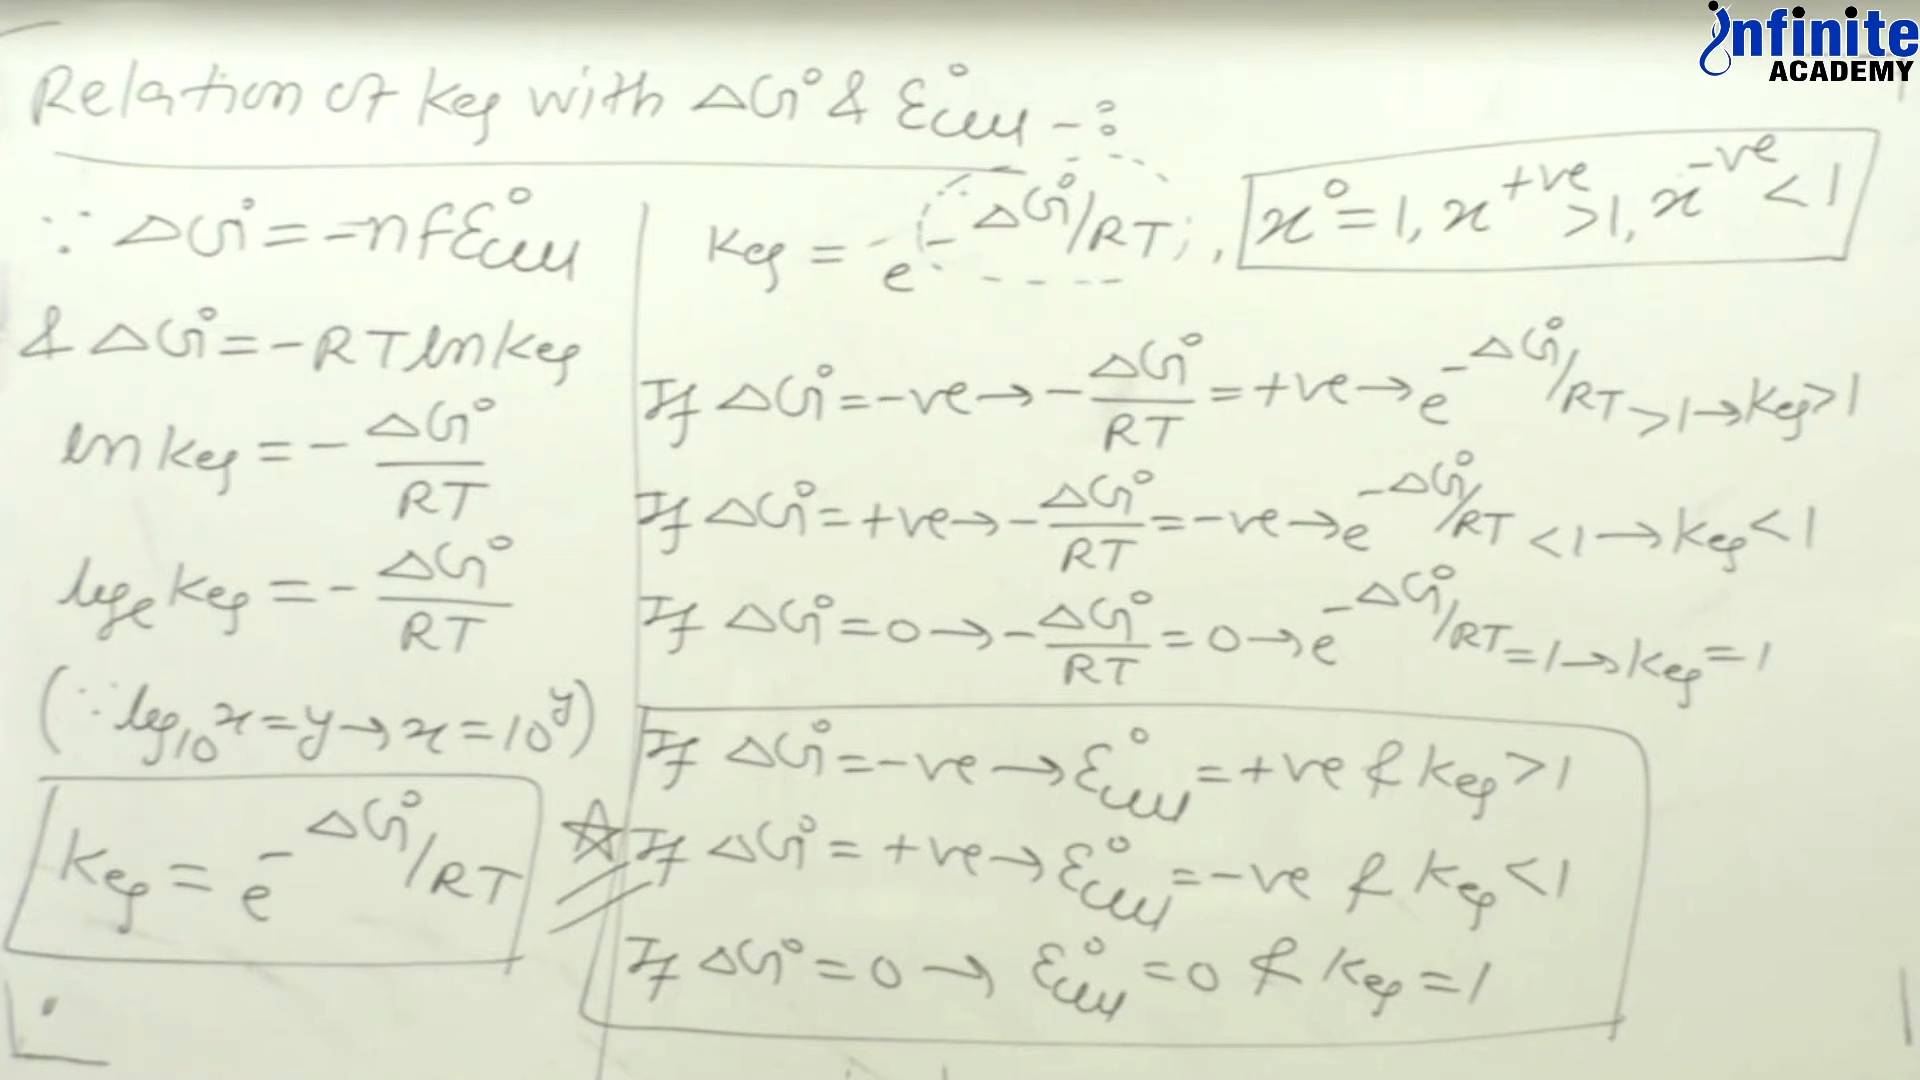 infinite
ACADEMY
Relation of Keq with ΔG° & Ɛ°cell -:
∵ ΔG° = -nfƐ°cell
& ΔG° = -RT ln Keq
ln Keq = - ΔG°/RT
logₑ Keq = - ΔG°/RT
(∵ log₁₀ x = y → x = 10^y)
Keq = e^-ΔG°/RT
Keq = e^-ΔG°/RT ; , x° = 1, x^+ve > 1, x^-ve < 1
If ΔG° = -ve → - ΔG°/RT = +ve → e^-ΔG°/RT > 1 → Keq > 1
If ΔG° = +ve → - ΔG°/RT = -ve → e^-ΔG°/RT < 1 → Keq < 1
If ΔG° = 0 → - ΔG°/RT = 0 → e^-ΔG°/RT = 1 → Keq = 1
If ΔG° = -ve → Ɛ°cell = +ve & Keq > 1
☆ If ΔG° = +ve → Ɛ°cell = -ve & Keq < 1
If ΔG° = 0 → Ɛ°cell = 0 & Keq = 1